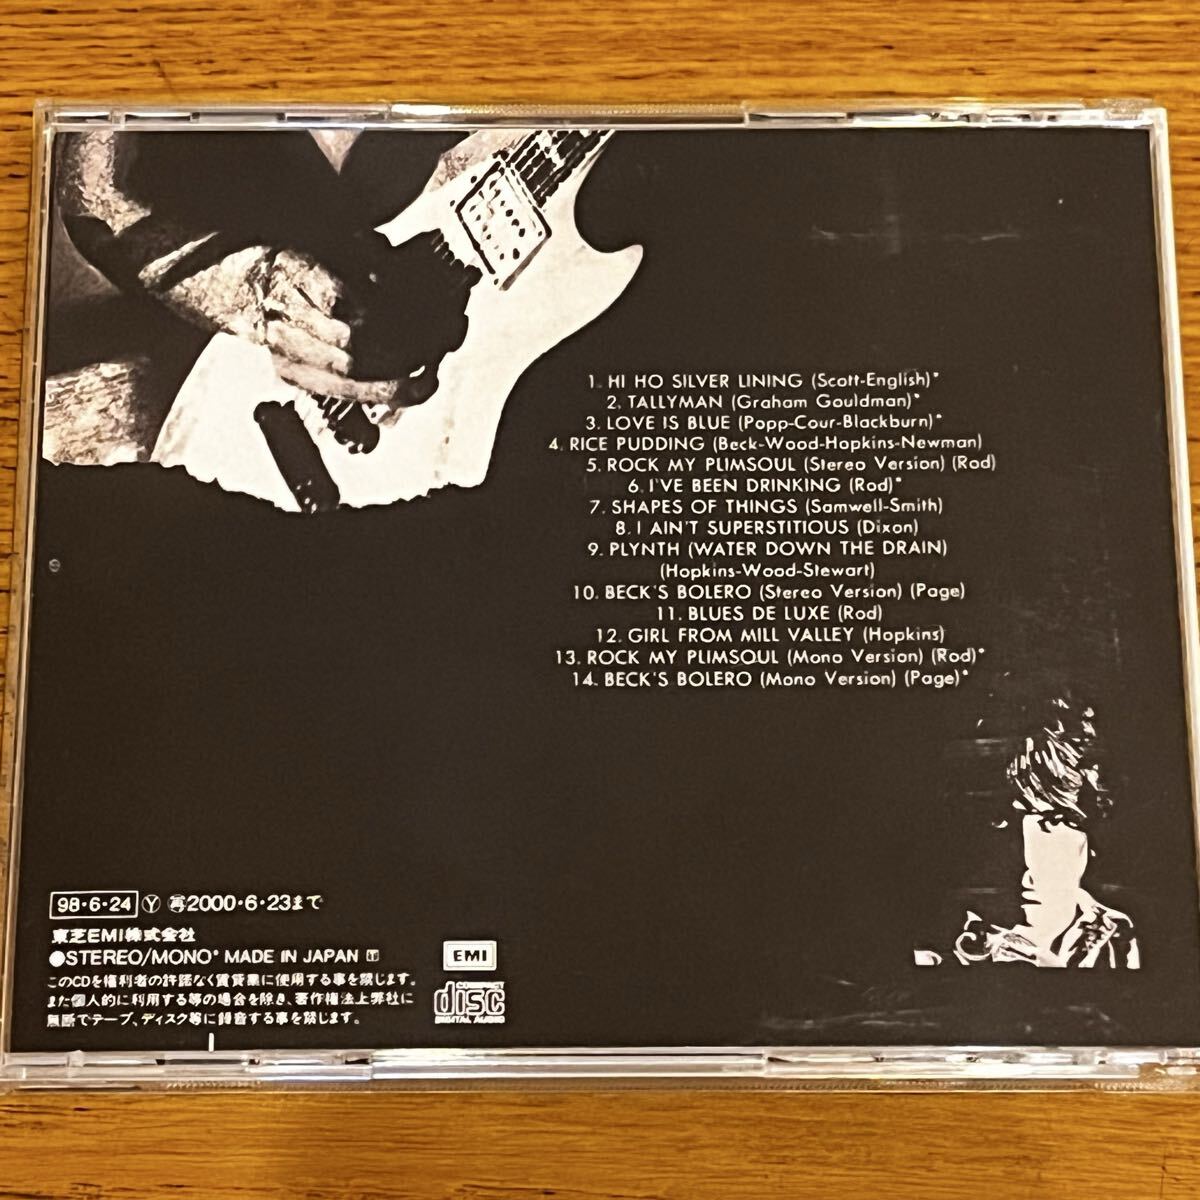 1. HI HO SILVER LINING (Scott-English)*
2. TALLYMAN (Graham Gouldman)*
3. LOVE IS BLUE (Popp-Cour-Blackburn)*
4. RICE PUDDING (Beck-Wood-Hopkins-Newman)
5. ROCK MY PLIMSOUL (Stereo Version) (Rod)
6. I'VE BEEN DRINKING (Rod)*
7. SHAPES OF THINGS (Samwell-Smith)
8. I AIN'T SUPERSTITIOUS (Dixon)
9. PLYNTH (WATER DOWN THE DRAIN)
(Hopkins-Wood-Stewart)
10. BECK'S BOLERO (Stereo Version) (Page)
11. BLUES DE LUXE (Rod)
12. GIRL FROM MILL VALLEY (Hopkins)
13. ROCK MY PLIMSOUL (Mono Version) (Rod)*
14. BECK'S BOLERO (Mono Version) (Page)*
98・6・24 Ⓨ 再2000・6・23まで
東芝EMI株式会社
●STEREO/MONO* MADE IN JAPAN
このCDを権利者の許諾なく賃貸業に使用する事を禁じます。
また個人的に利用する等の場合を除き、著作権法上弊社に
無断でテープ、ディスク等に録音する事を禁じます。
EMI
COMPACT
disc
DIGITAL AUDIO